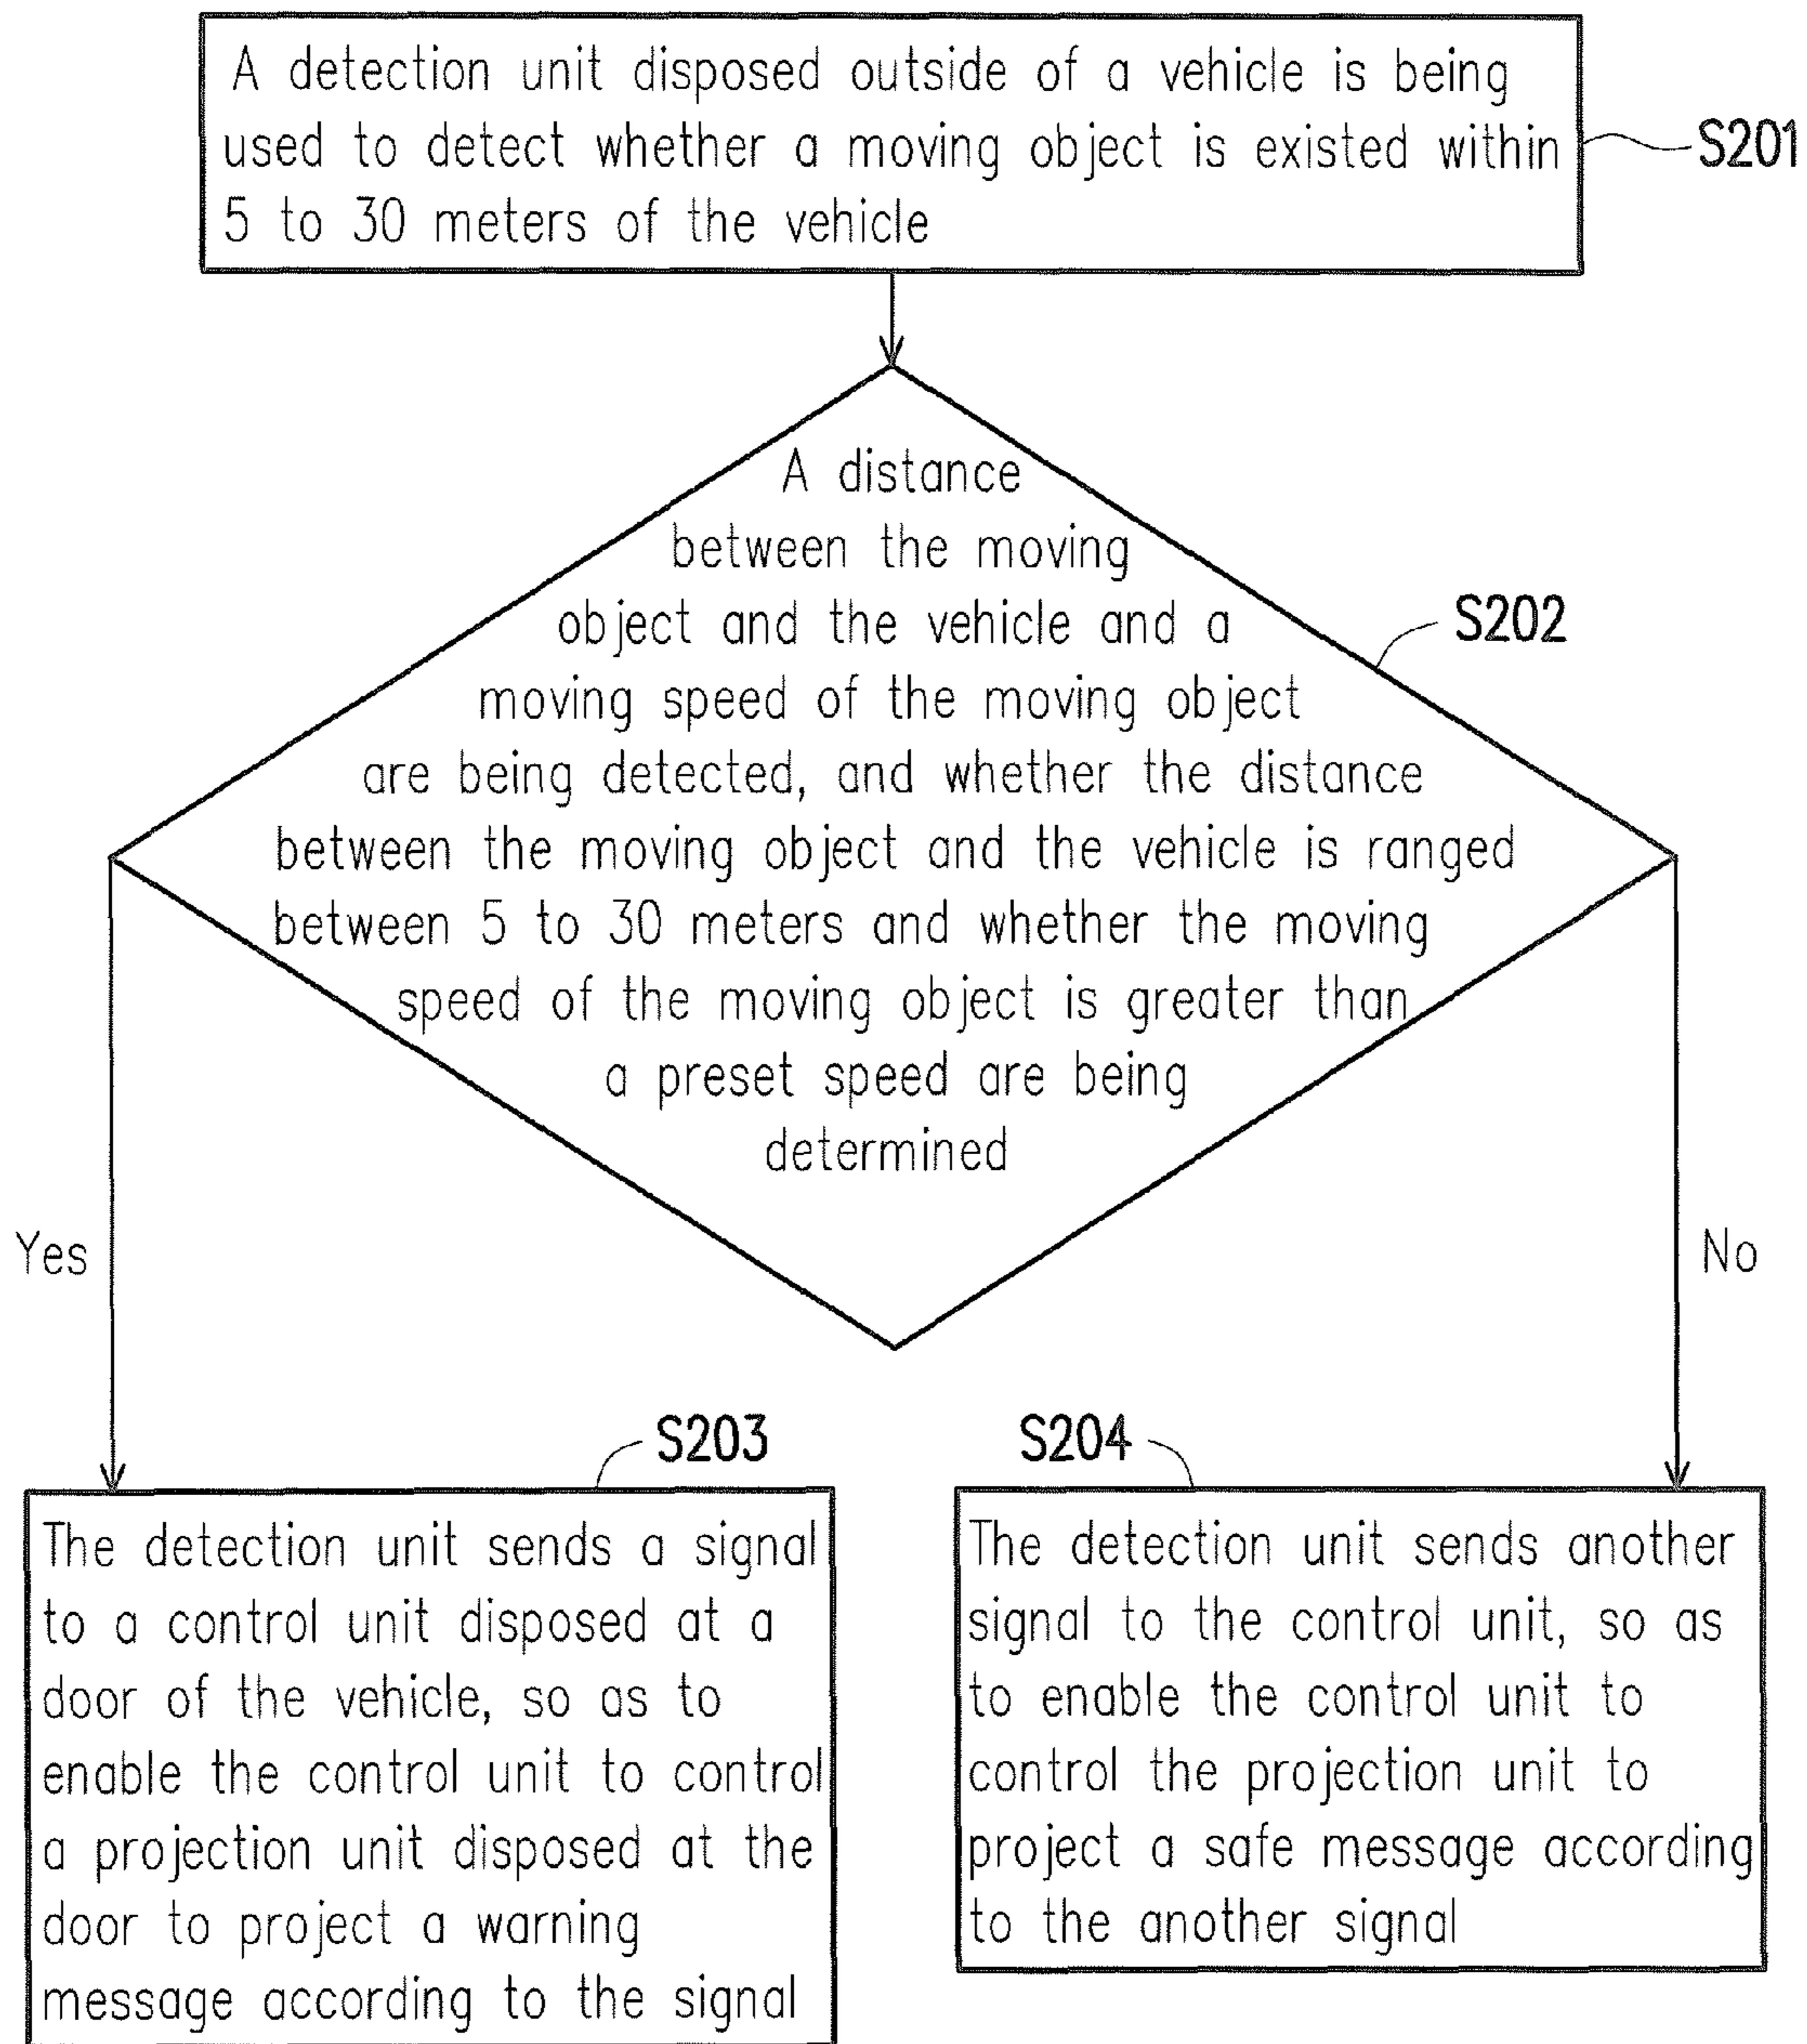 A detection unit disposed outside of a vehicle is being
used to detect whether a moving object is existed within
5 to 30 meters of the vehicle
S201
A distance
between the moving
object and the vehicle and a
moving speed of the moving object
are being detected, and whether the distance
between the moving object and the vehicle is ranged
between 5 to 30 meters and whether the moving
speed of the moving object is greater than
a preset speed are being
determined
S202
Yes
No
S203
The detection unit sends a signal
to a control unit disposed at a
door of the vehicle, so as to
enable the control unit to control
a projection unit disposed at the
door to project a warning
message according to the signal
S204
The detection unit sends another
signal to the control unit, so as
to enable the control unit to
control the projection unit to
project a safe message according
to the another signal